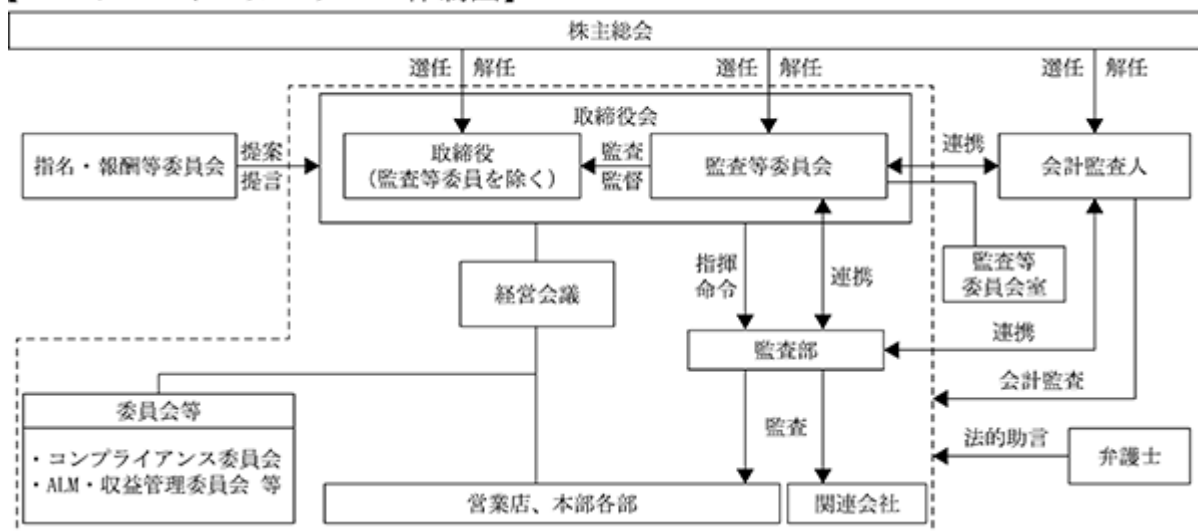 株主総会
選任 解任
選任 解任
選任 解任
取締役会
指名・報酬等委員会
提案
提言
取締役
(監査等委員を除く)
監査
監督
監査等委員会
連携
会計監査人
監査等
委員会室
経営会議
指揮
命令
連携
監査部
連携
会計監査
委員会等
・コンプライアンス委員会
・ALM・収益管理委員会 等
監査
法的助言
弁護士
営業店、本部各部
関連会社